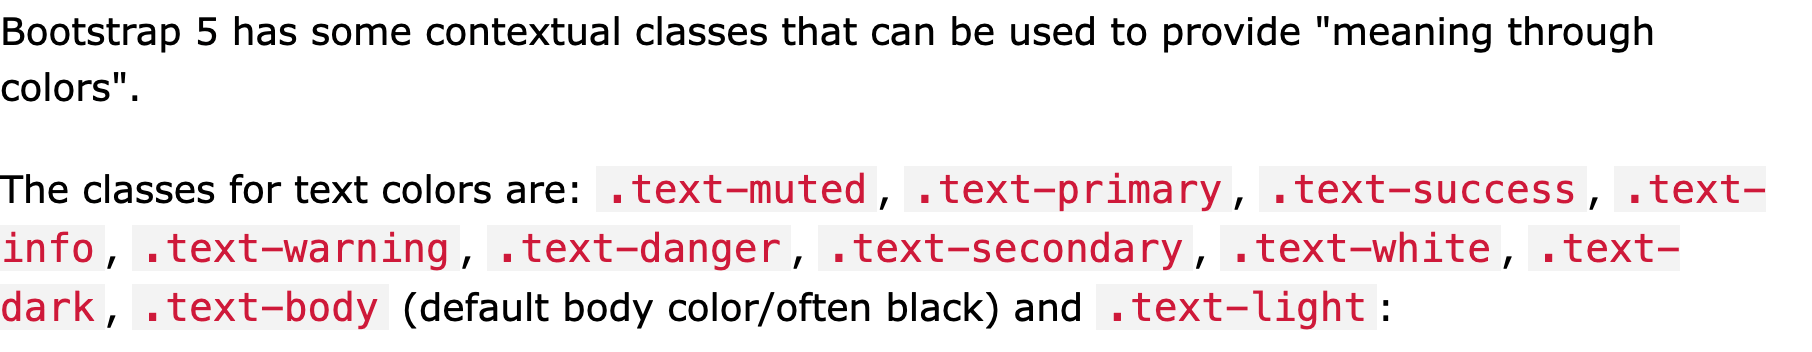 Bootstrap 5 has some contextual classes that can be used to provide "meaning through
colors".
The classes for text colors are: .text-muted, .text-primary, .text-success, .text-
info, .text-warning, .text-danger, .text-secondary, .text-white, .text-
dark, .text-body (default body color/often black) and .text-light: